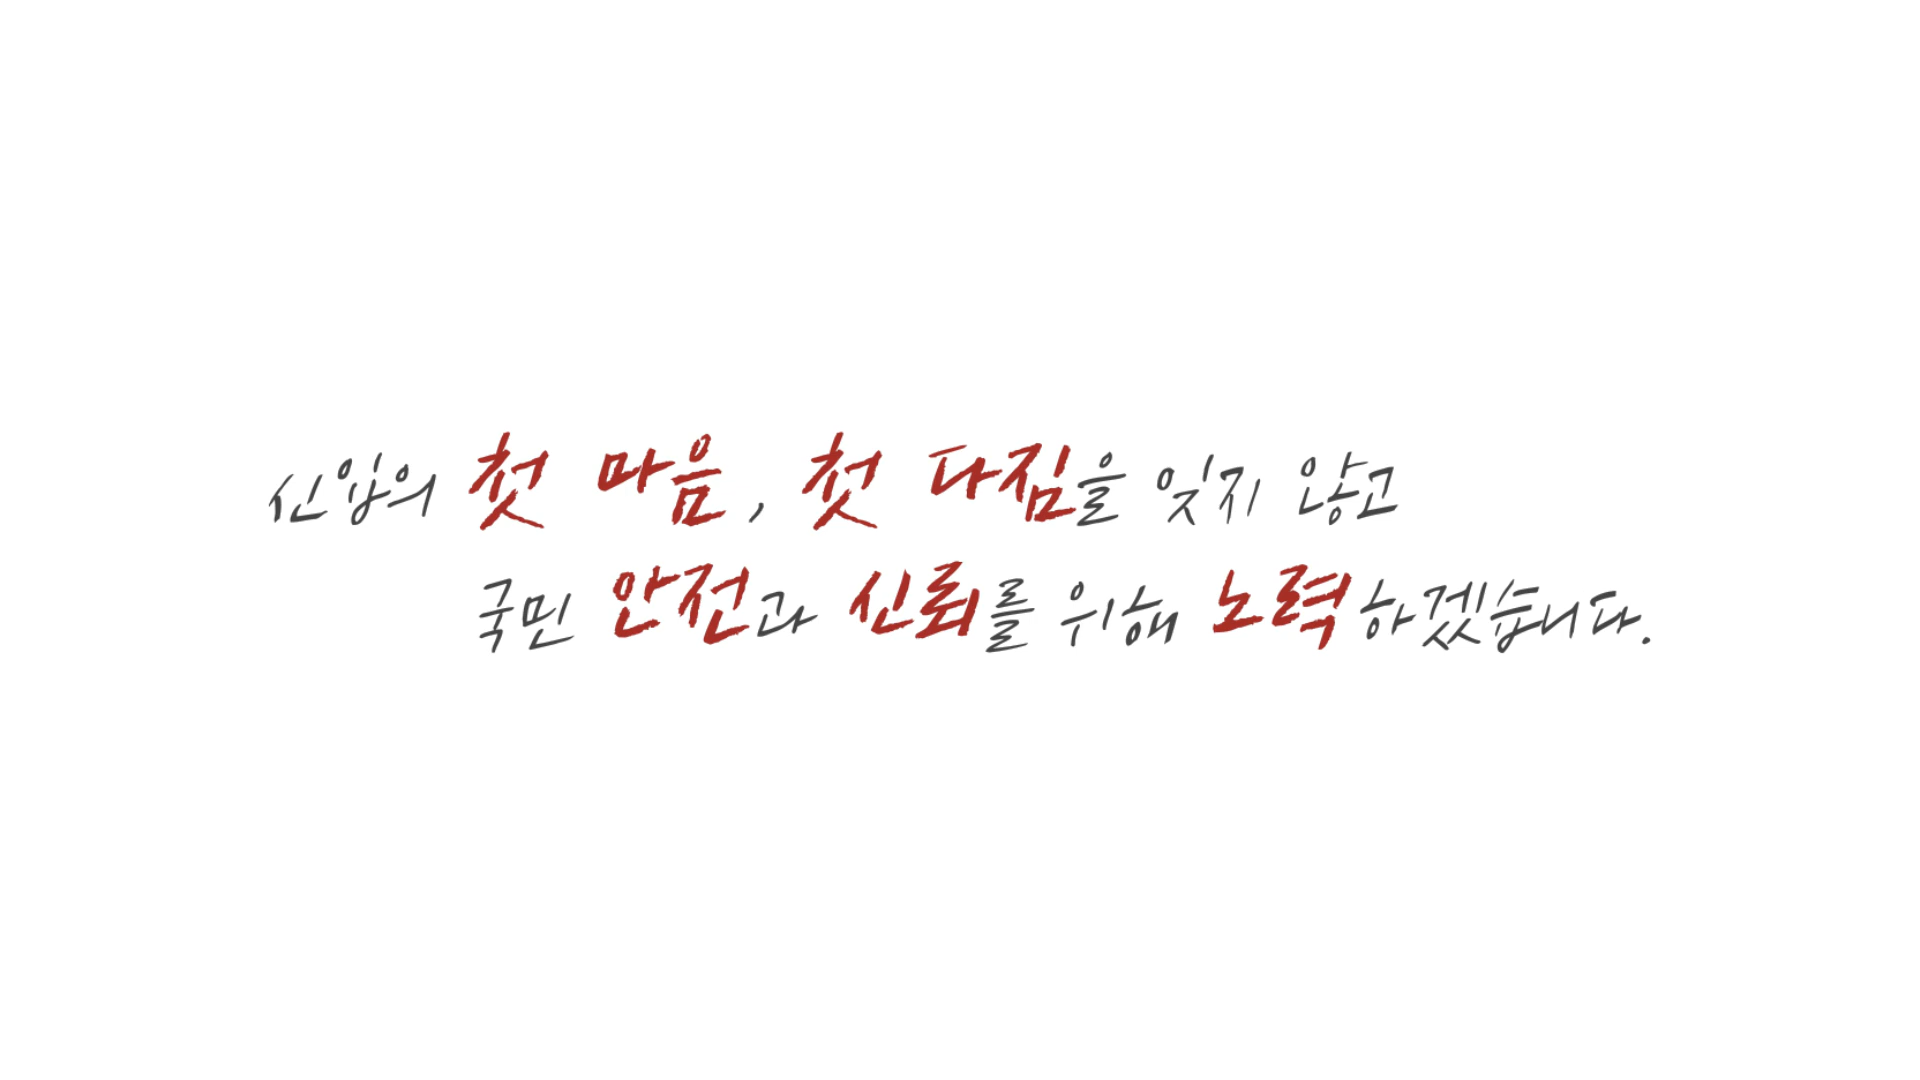 신입의 첫 마음, 첫 다짐을 잊지 않고
국민 안전과 신뢰를 위해 노력하겠습니다.